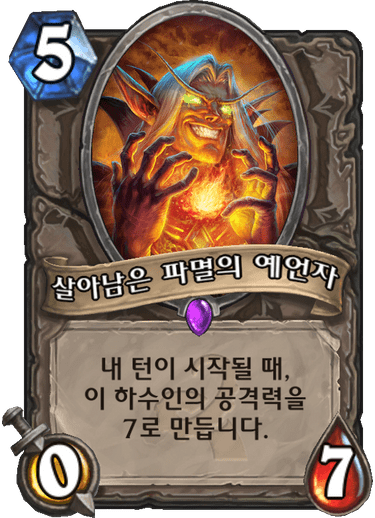 5
살아남은 파멸의 예언자
내 턴이 시작될 때,
이 하수인의 공격력을
7로 만듭니다.
0
7